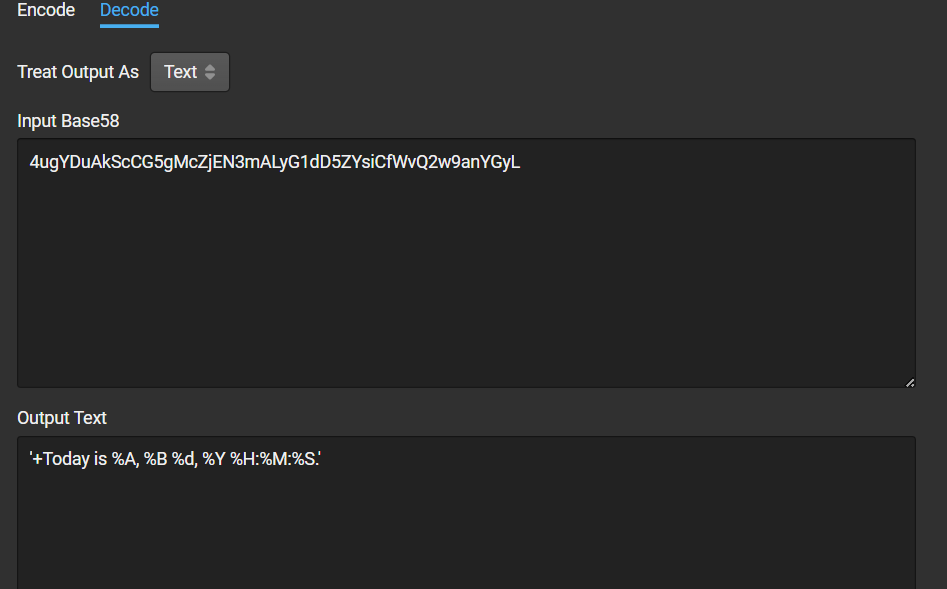 Encode Decode
Treat Output As Text
Input Base58
4ugYDuAkScCG5gMcZjEN3mALyG1dD5ZYsiCfWvQ2w9anYGyL
Output Text
'+Today is %A, %B %d, %Y %H:%M:%S.'